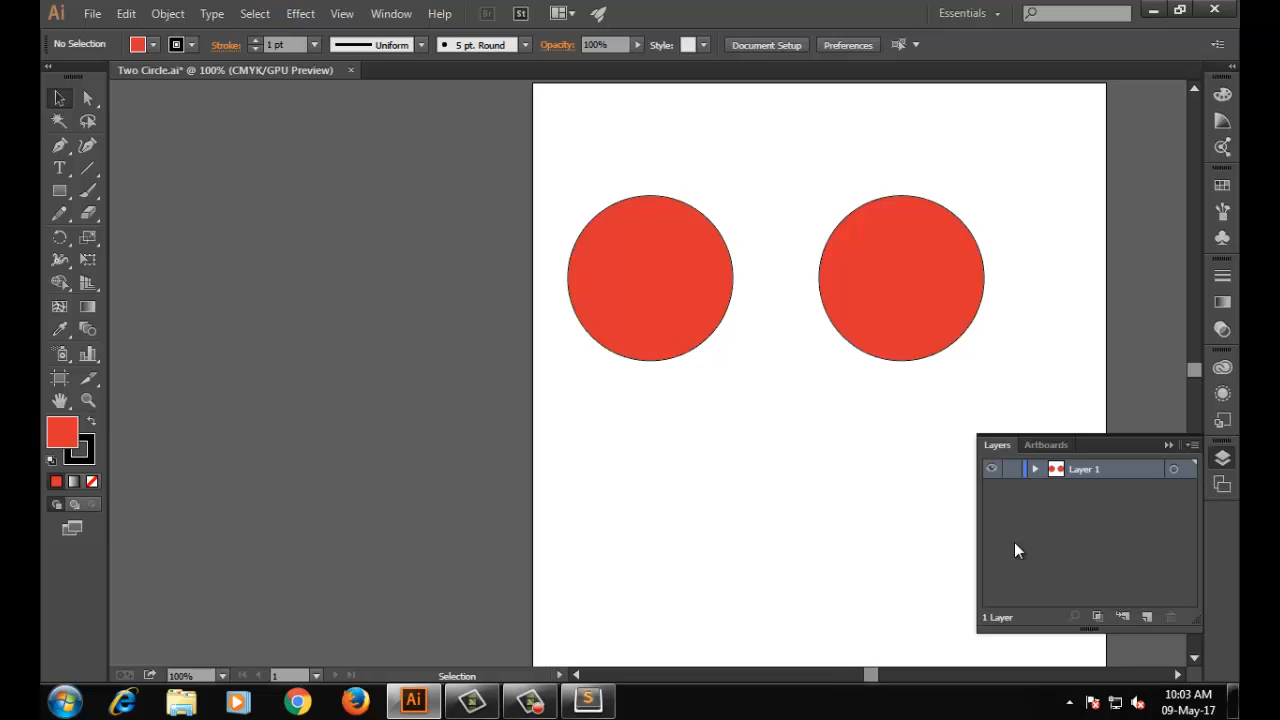 Ai File Edit Object Type Select Effect View Window Help Br St Essentials
No Selection Stroke: 1 pt Uniform 5 pt. Round Opacity: 100% Style: Document Setup Preferences
Two Circle.ai* @ 100% (CMYK/GPU Preview) ×
T
Layers Artboards
Layer 1
1 Layer
100% 1 Selection
Ai S 10:03 AM
09-May-17